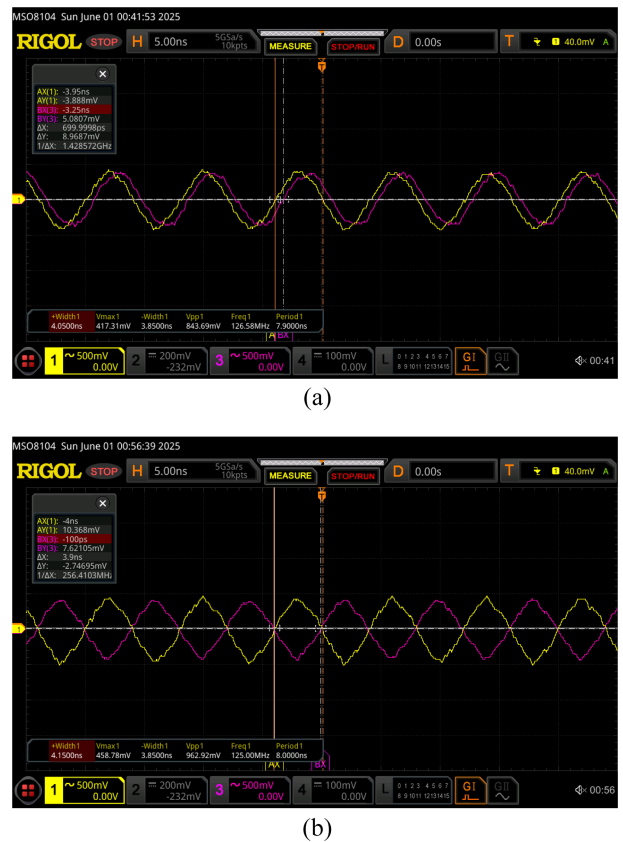 MSO8104 Sun June 01 00:41:53 2025
RIGOL STOP H 5.00ns 5GSa/s 10kpts MEASURE STOP/RUN D 0.00s T 1 40.0mV A
T
AX(1): -3.95ns
AY(1): -3.888mV
BX(3): -3.25ns
BY(3): 5.0807mV
ΔX: 699.9998ps
ΔY: 8.9687mV
1/ΔX: 1.428572GHz
1
+Width1 Vmax1 -Width1 Vpp1 Freq1 Period1
4.0500ns 417.31mV 3.8500ns 843.69mV 126.58MHz 7.9000ns
A BX
1 500mV 0.00V 2 200mV -232mV 3 500mV 0.00V 4 100mV 0.00V L 0 1 2 3 4 5 6 7 8 9 10 11 12 13 14 15 GI GII 00:41
(a)
MSO8104 Sun June 01 00:56:39 2025
RIGOL STOP H 5.00ns 5GSa/s 10kpts MEASURE STOP/RUN D 0.00s T 1 40.0mV A
T
AX(1): -4ns
AY(1): 10.368mV
BX(3): -100ps
BY(3): 7.62105mV
ΔX: 3.9ns
ΔY: -2.74695mV
1/ΔX: 256.4103MHz
1
+Width1 Vmax1 -Width1 Vpp1 Freq1 Period1
4.1500ns 458.78mV 3.8500ns 962.92mV 125.00MHz 8.0000ns
AX BX
1 500mV 0.00V 2 200mV -232mV 3 500mV 0.00V 4 100mV 0.00V L 0 1 2 3 4 5 6 7 8 9 10 11 12 13 14 15 GI GII 00:56
(b)